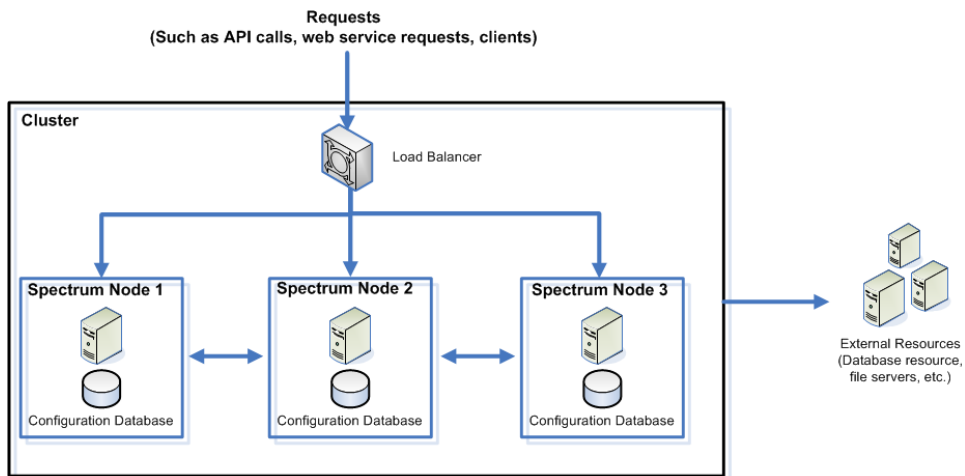 Requests
(Such as API calls, web service requests, clients)
Cluster
Load Balancer
Spectrum Node 1
Spectrum Node 2
Spectrum Node 3
Configuration Database
Configuration Database
Configuration Database
External Resources
(Database resource,
file servers, etc.)